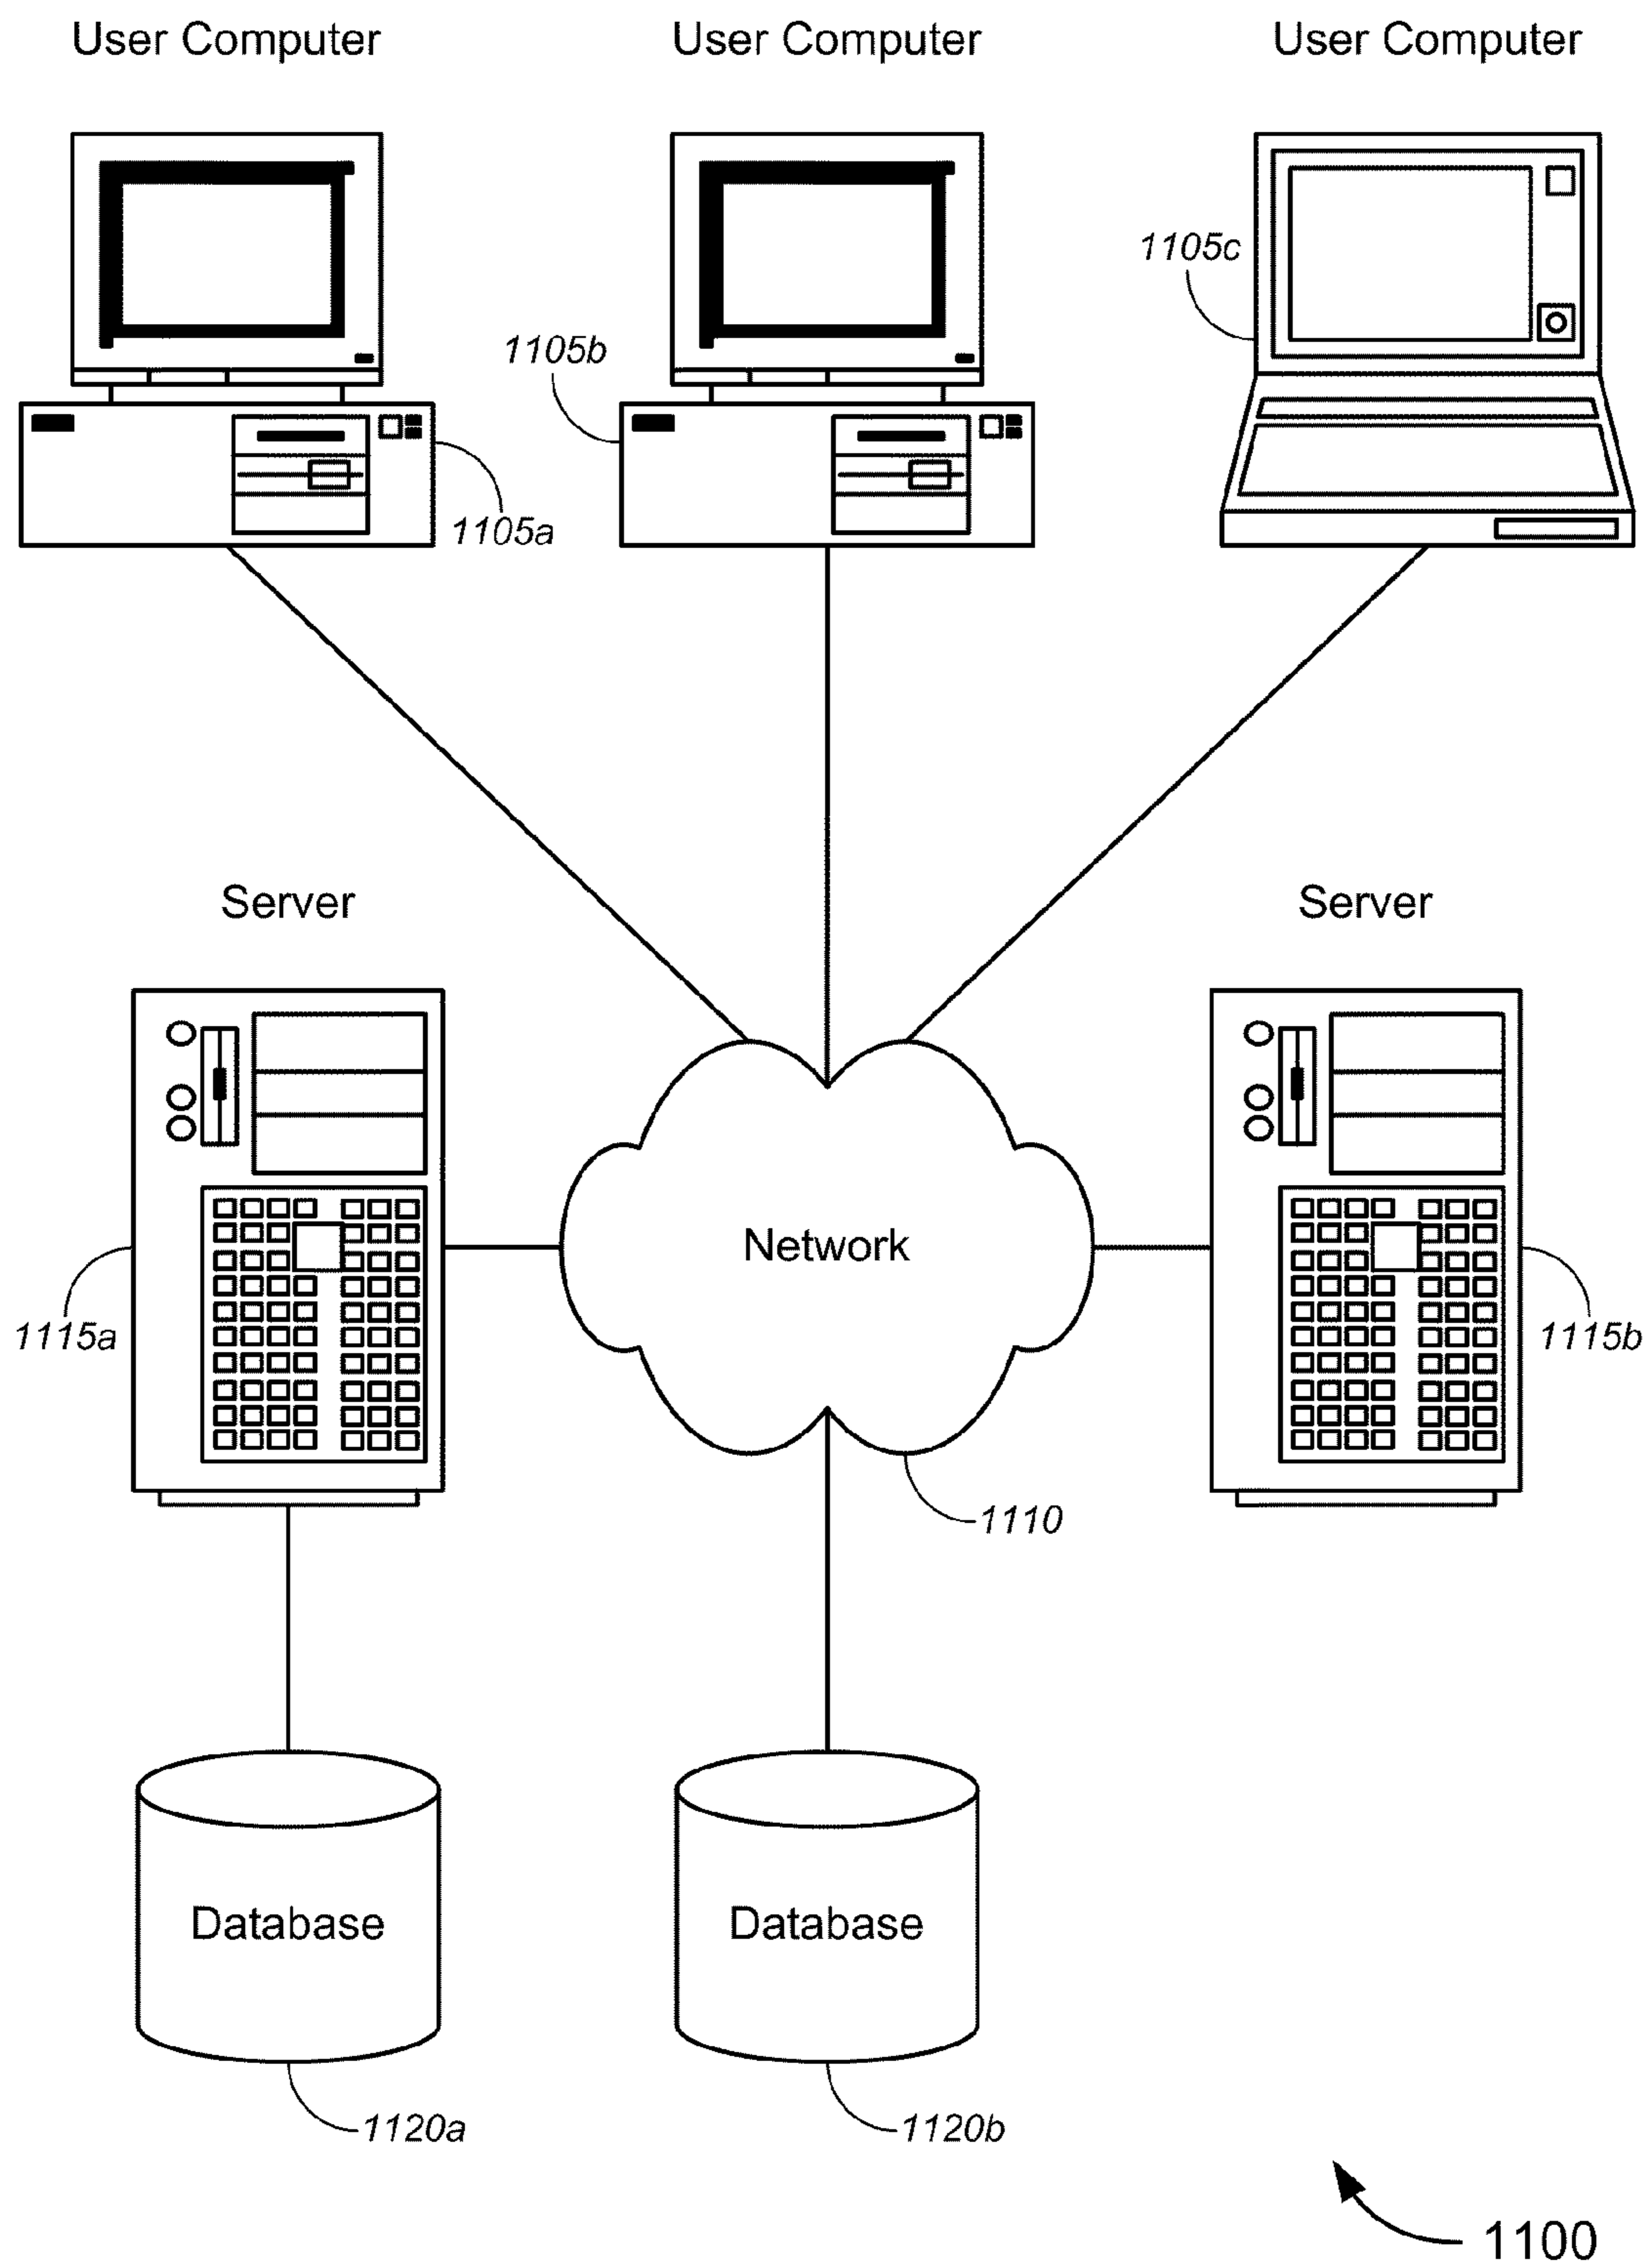 User Computer
User Computer
User Computer
1105c
1105b
1105a
Server
Server
Network
1115a
1115b
1110
Database
Database
1120a
1120b
1100